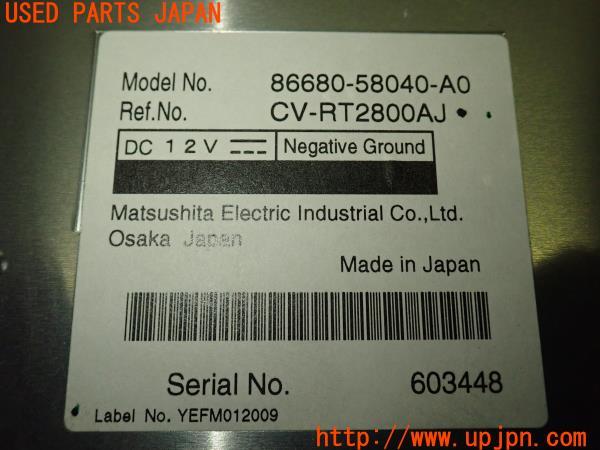 USED PARTS JAPAN
Model No. 86680-58040-A0
Ref.No. CV-RT2800AJ
DC 12V Negative Ground
Matsushita Electric Industrial Co.,Ltd.
Osaka Japan
Made in Japan
Serial No. 603448
Label No. YEFM012009
http://www.upjpn.com